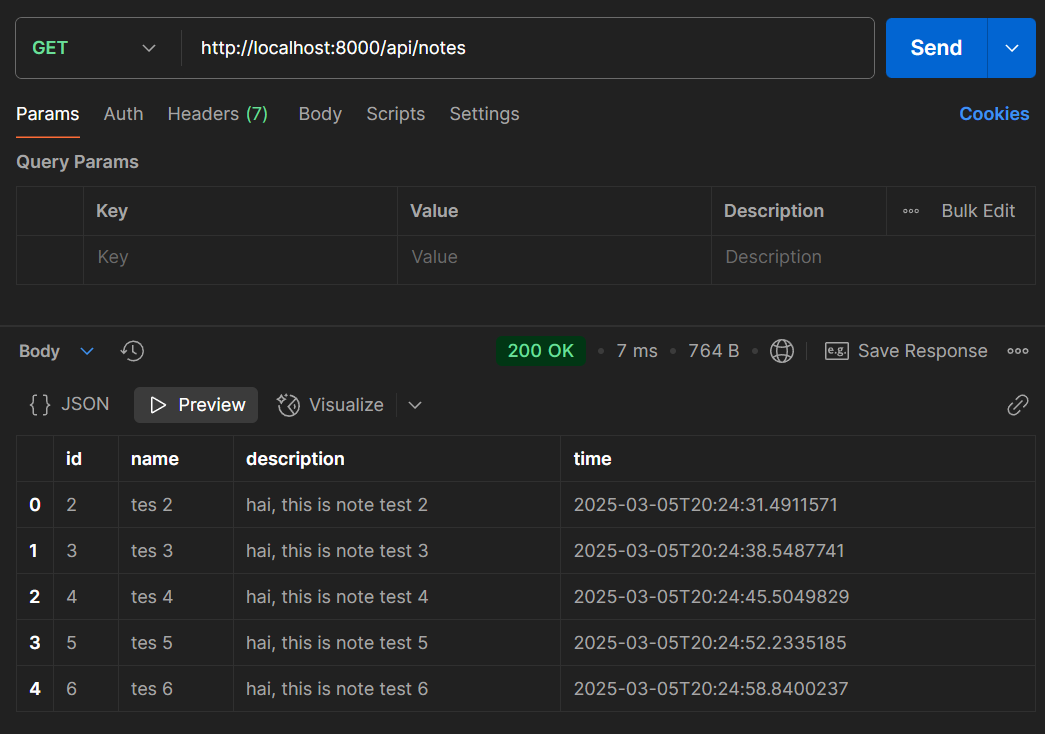 GET http://localhost:8000/api/notes Send
Params Auth Headers (7) Body Scripts Settings Cookies
Query Params
Key Value Description Bulk Edit
Key Value Description
Body 200 OK • 7 ms • 764 B • e.g. Save Response
{} JSON Preview Visualize
id name description time
0 2 tes 2 hai, this is note test 2 2025-03-05T20:24:31.4911571
1 3 tes 3 hai, this is note test 3 2025-03-05T20:24:38.5487741
2 4 tes 4 hai, this is note test 4 2025-03-05T20:24:45.5049829
3 5 tes 5 hai, this is note test 5 2025-03-05T20:24:52.2335185
4 6 tes 6 hai, this is note test 6 2025-03-05T20:24:58.8400237